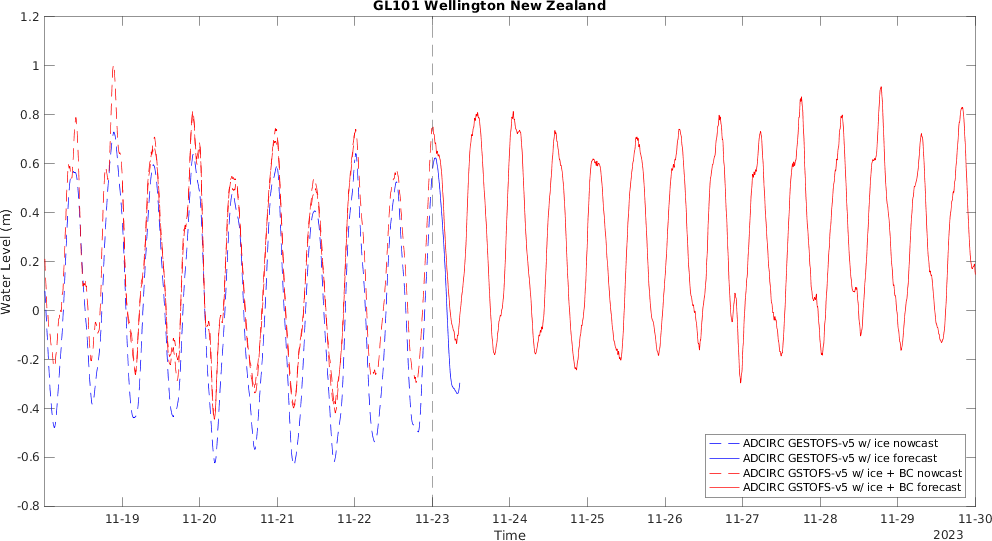 GL101 Wellington New Zealand
Water Level (m)
1.2
1
0.8
0.6
0.4
0.2
0
-0.2
-0.4
-0.6
-0.8
ADCIRC GESTOFS-v5 w/ ice nowcast
ADCIRC GESTOFS-v5 w/ ice forecast
ADCIRC GSTOFS-v5 w/ ice + BC nowcast
ADCIRC GSTOFS-v5 w/ ice + BC forecast
11-19 11-20 11-21 11-22 11-23 11-24 11-25 11-26 11-27 11-28 11-29 11-30
Time
2023